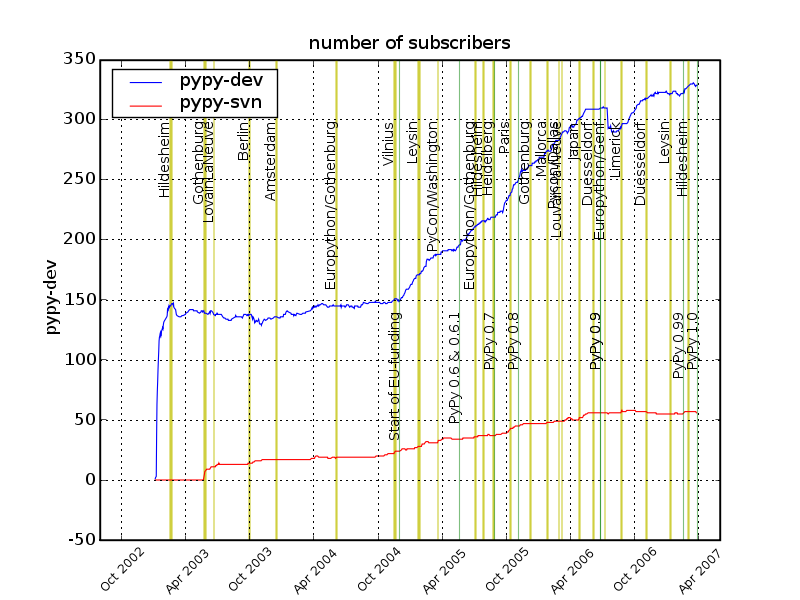 number of subscribers
pypy-dev
pypy-svn
pypy-dev
350
300
250
200
150
100
50
0
-50
Hildesheim
Gothenburg
LovainLaNeuve
Berlin
Amsterdam
Europython/Gothenburg
Vilnius
Leysin
PyCon/Washington
Europython/Gothenburg
Hildesheim
Heidelberg
Paris
Gothenburg
Mallorca
Pycon/Dallas
Louvain-la-Neuve
Japan
Duesseldorf
Europython/Genf
Limerick
Duesseldorf
Leysin
Hildesheim
Start of EU-funding
PyPy 0.6 & 0.6.1
PyPy 0.7
PyPy 0.8
PyPy 0.9
PyPy 0.99
PyPy 1.0
Oct 2002
Apr 2003
Oct 2003
Apr 2004
Oct 2004
Apr 2005
Oct 2005
Apr 2006
Oct 2006
Apr 2007